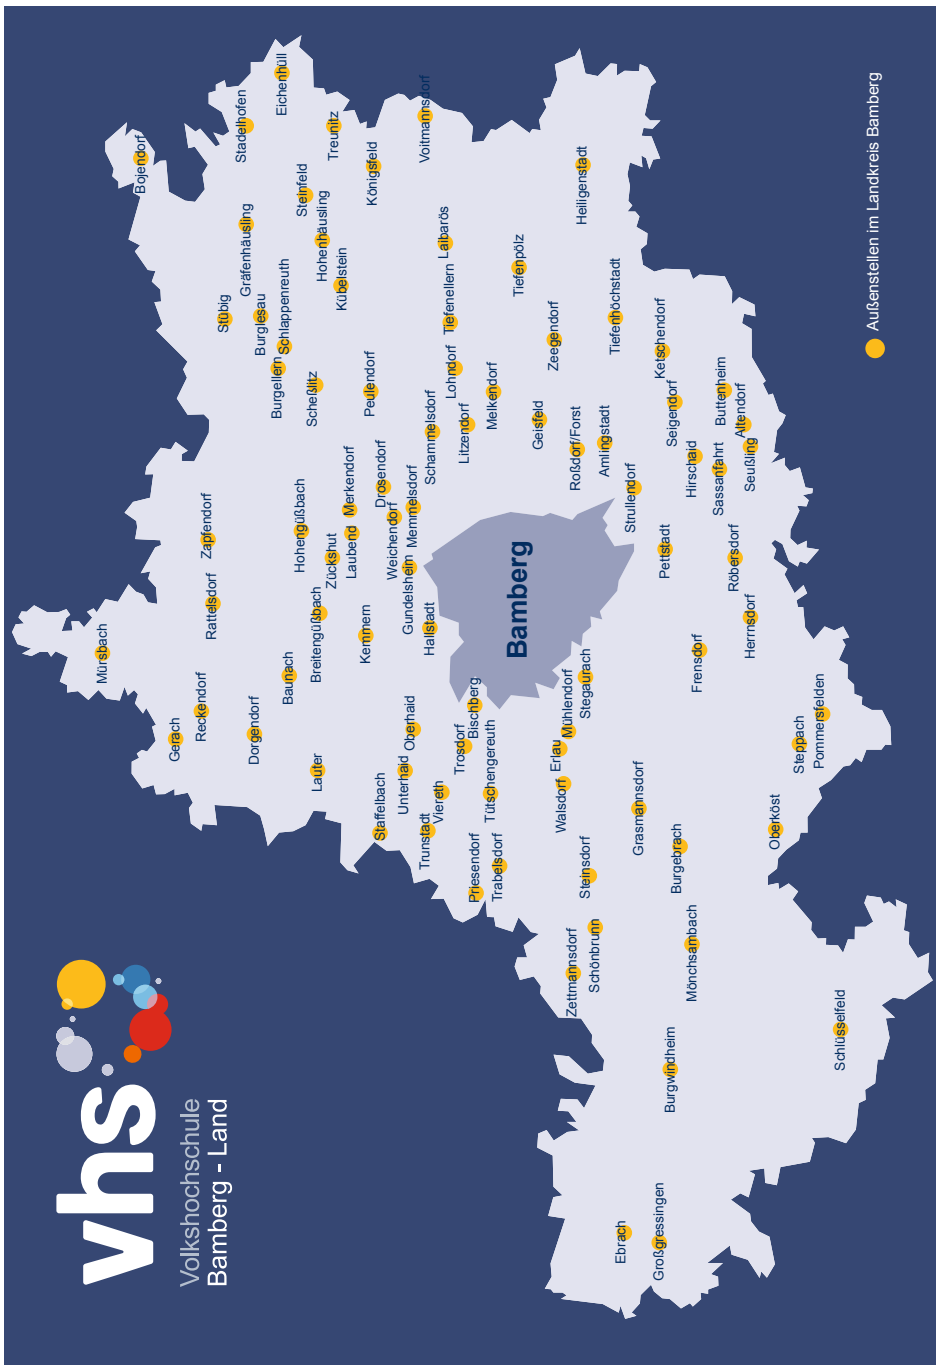 vhs
Volkshochschule
Bamberg - Land
Mürsbach
Bojendorf
Gerach
Reckendorf
Zapfendorf
Rattelsdorf
Stübig
Stadelhofen
Gräfenhäusling
Dorgendorf
Burglesau
Burgellern
Eichenhüll
Schlappenreuth
Baunach
Hohengüßbach
Steinfeld
Scheßlitz
Breitengüßbach
Lauter
Hohenhäusling
Zückshut
Treunitz
Kübelstein
Merkendorf
Laubend
Kemmern
Peulendorf
Königsfeld
Staffelbach
Drosendorf
Weichendorf
Unterhaid
Gundelsheim
Oberhaid
Memmelsdorf
Trunstadt
Voitmannsdorf
Hallstadt
Schammelsdorf
Viereth
Laibarös
Tiefenellern
Lohndorf
Trosdorf
Litzendorf
Bischberg
Priesendorf
Tütschengereuth
Melkendorf
Trabelsdorf
Bamberg
Tiefenpölz
Geisfeld
Zeegendorf
Erlau
Walsdorf
Mühlendorf
Zettmannsdorf
Roßdorf/Forst
Heiligenstadt
Steinsdorf
Stegaurach
Schönbrunn
Amlingstadt
Tiefenhöchstadt
Ebrach
Strullendorf
Grasmannsdorf
Großgressingen
Ketschendorf
Pettstadt
Burgwindheim
Seigendorf
Burgebrach
Mönchsambach
Hirschaid
Frensdorf
Sassanfahrt
Buttenheim
Röbersdorf
Altendorf
Seußling
Herrnsdorf
Oberköst
Steppach
Pommersfelden
Schlüsselfeld
Außenstellen im Landkreis Bamberg